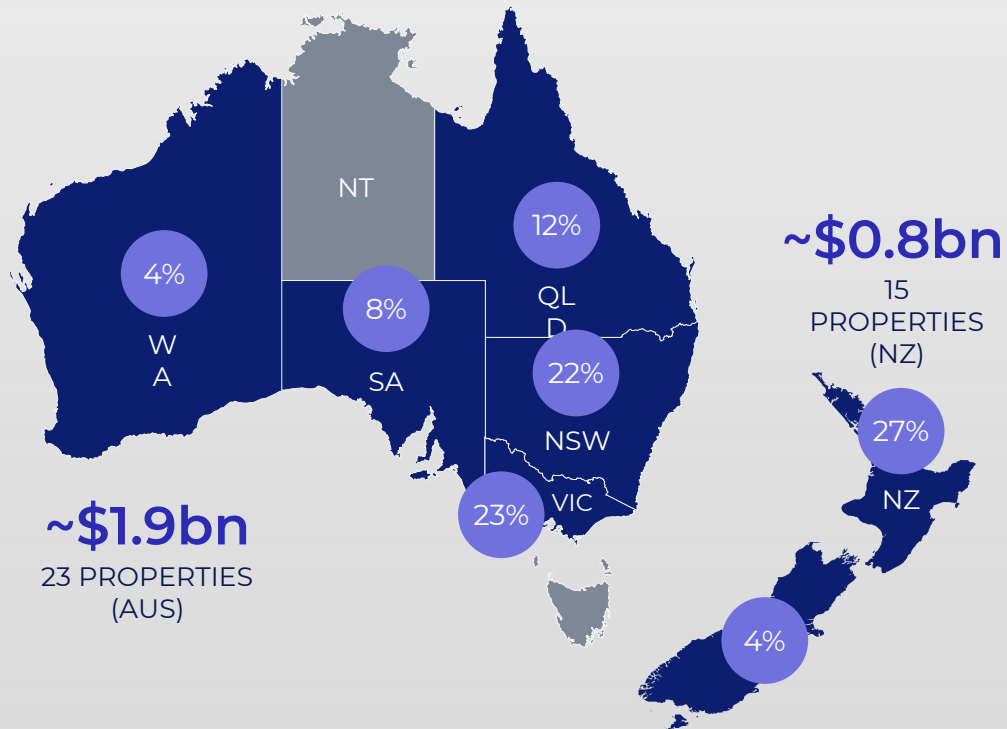 NT
12%
4%
QL
D
8%
W
A
SA
22%
NSW
23%
VIC
~$1.9bn
23 PROPERTIES
(AUS)
~$0.8bn
15
PROPERTIES
(NZ)
27%
NZ
4%